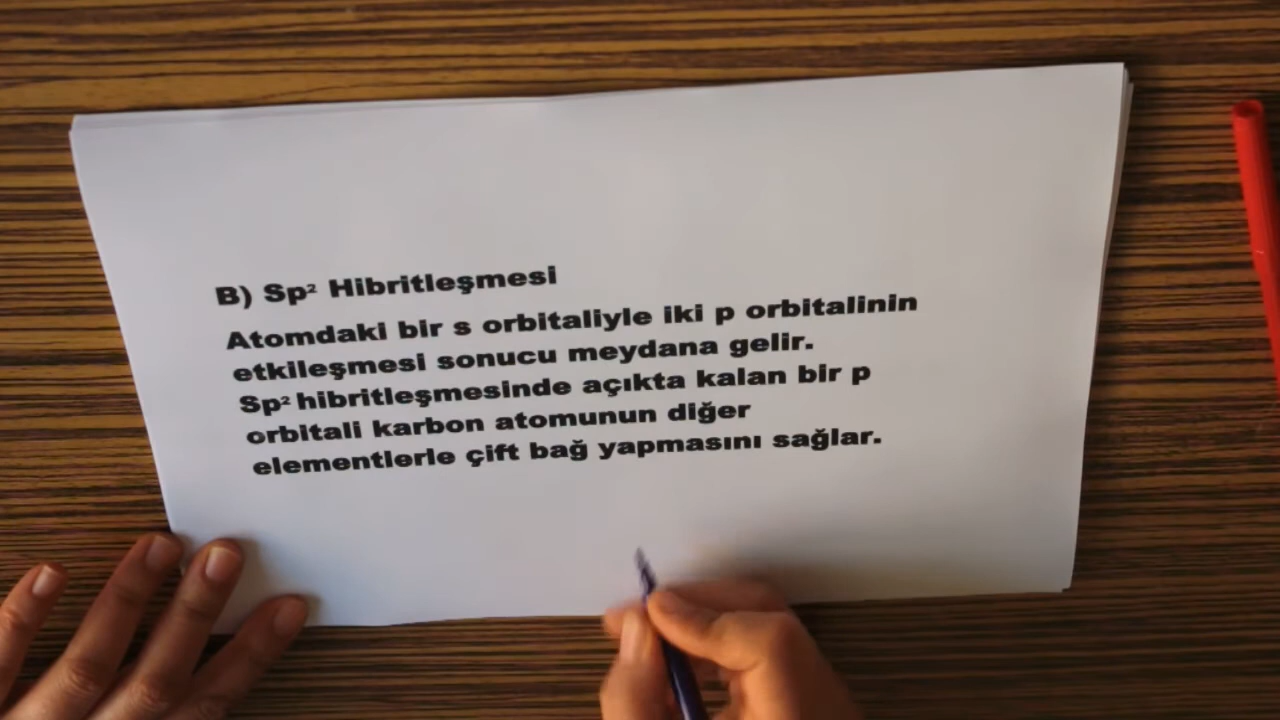 B) Sp² Hibritleşmesi
Atomdaki bir s orbitaliyle iki p orbitalinin
etkileşmesi sonucu meydana gelir.
Sp² hibritleşmesinde açıkta kalan bir p
orbitali karbon atomunun diğer
elementlerle çift bağ yapmasını sağlar.